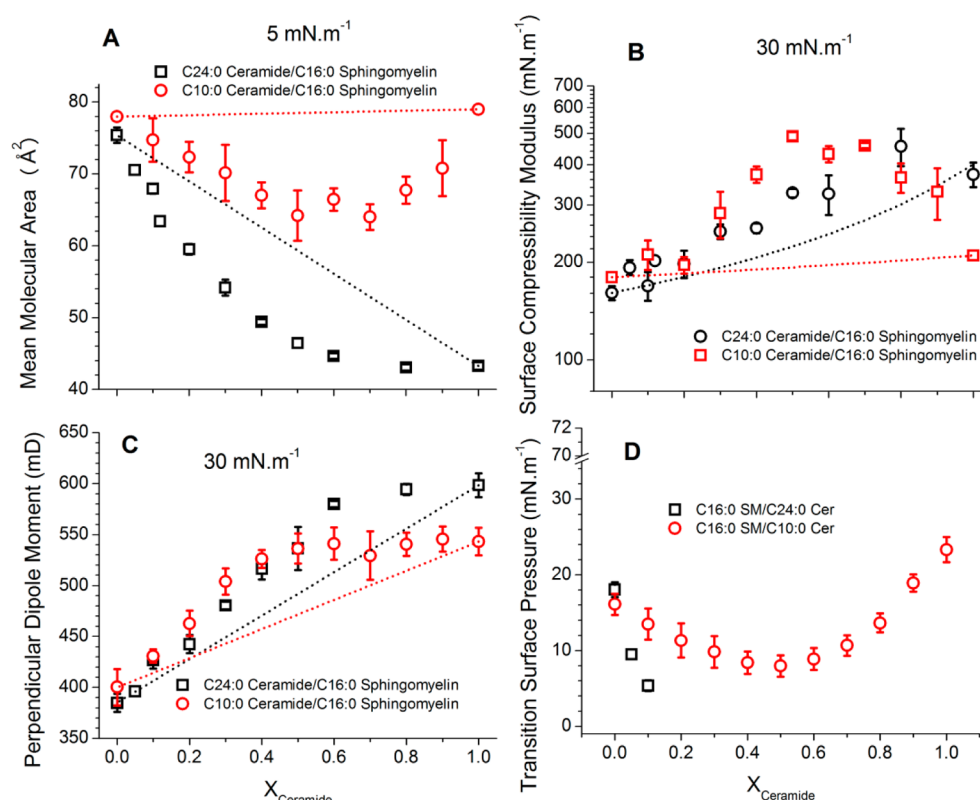 A
5 mN.m⁻¹
C24:0 Ceramide/C16:0 Sphingomyelin
C10:0 Ceramide/C16:0 Sphingomyelin
Mean Molecular Area ( Å²)
80
70
60
50
40
B
30 mN.m⁻¹
Surface Compressibility Modulus (mN.m⁻¹)
700
600
500
400
300
200
100
C24:0 Ceramide/C16:0 Sphingomyelin
C10:0 Ceramide/C16:0 Sphingomyelin
C
30 mN.m⁻¹
Perpendicular Dipole Moment (mD)
650
600
550
500
450
400
350
C24:0 Ceramide/C16:0 Sphingomyelin
C10:0 Ceramide/C16:0 Sphingomyelin
0.0 0.2 0.4 0.6 0.8 1.0
X Ceramide
D
Transition Surface Pressure (mN.m⁻¹)
72
70
30
20
10
0
C16:0 SM/C24:0 Cer
C16:0 SM/C10:0 Cer
0.0 0.2 0.4 0.6 0.8 1.0
X Ceramide